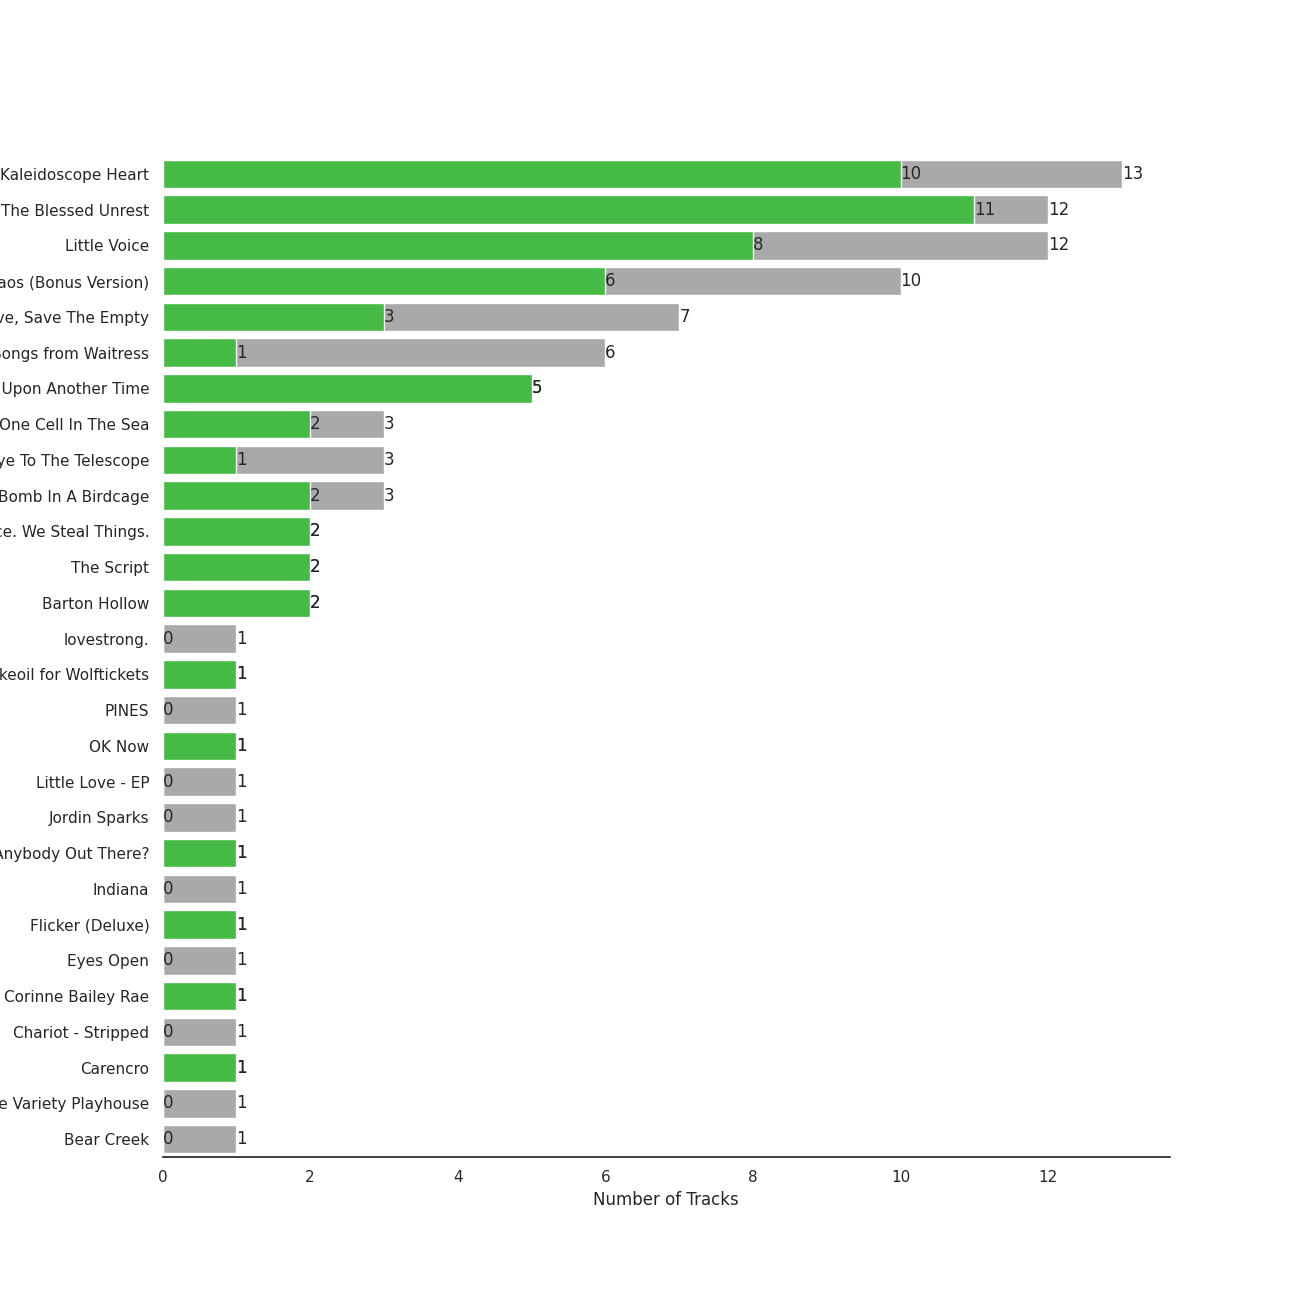 Kaleidoscope Heart 10 13
The Blessed Unrest 11 12
Little Voice 8 12
aos (Bonus Version) 6 10
ve, Save The Empty 3 7
Songs from Waitress 1 6
Upon Another Time 5
One Cell In The Sea 2 3
ye To The Telescope 1 3
Bomb In A Birdcage 2 3
ce. We Steal Things. 2
The Script 2
Barton Hollow 2
lovestrong. 0 1
keoil for Wolftickets 1
PINES 0 1
OK Now 1
Little Love - EP 0 1
Jordin Sparks 0 1
Anybody Out There? 1
Indiana 0 1
Flicker (Deluxe) 1
Eyes Open 0 1
Corinne Bailey Rae 1
Chariot - Stripped 0 1
Carencro 1
e Variety Playhouse 0 1
Bear Creek 0 1
0 2 4 6 8 10 12
Number of Tracks